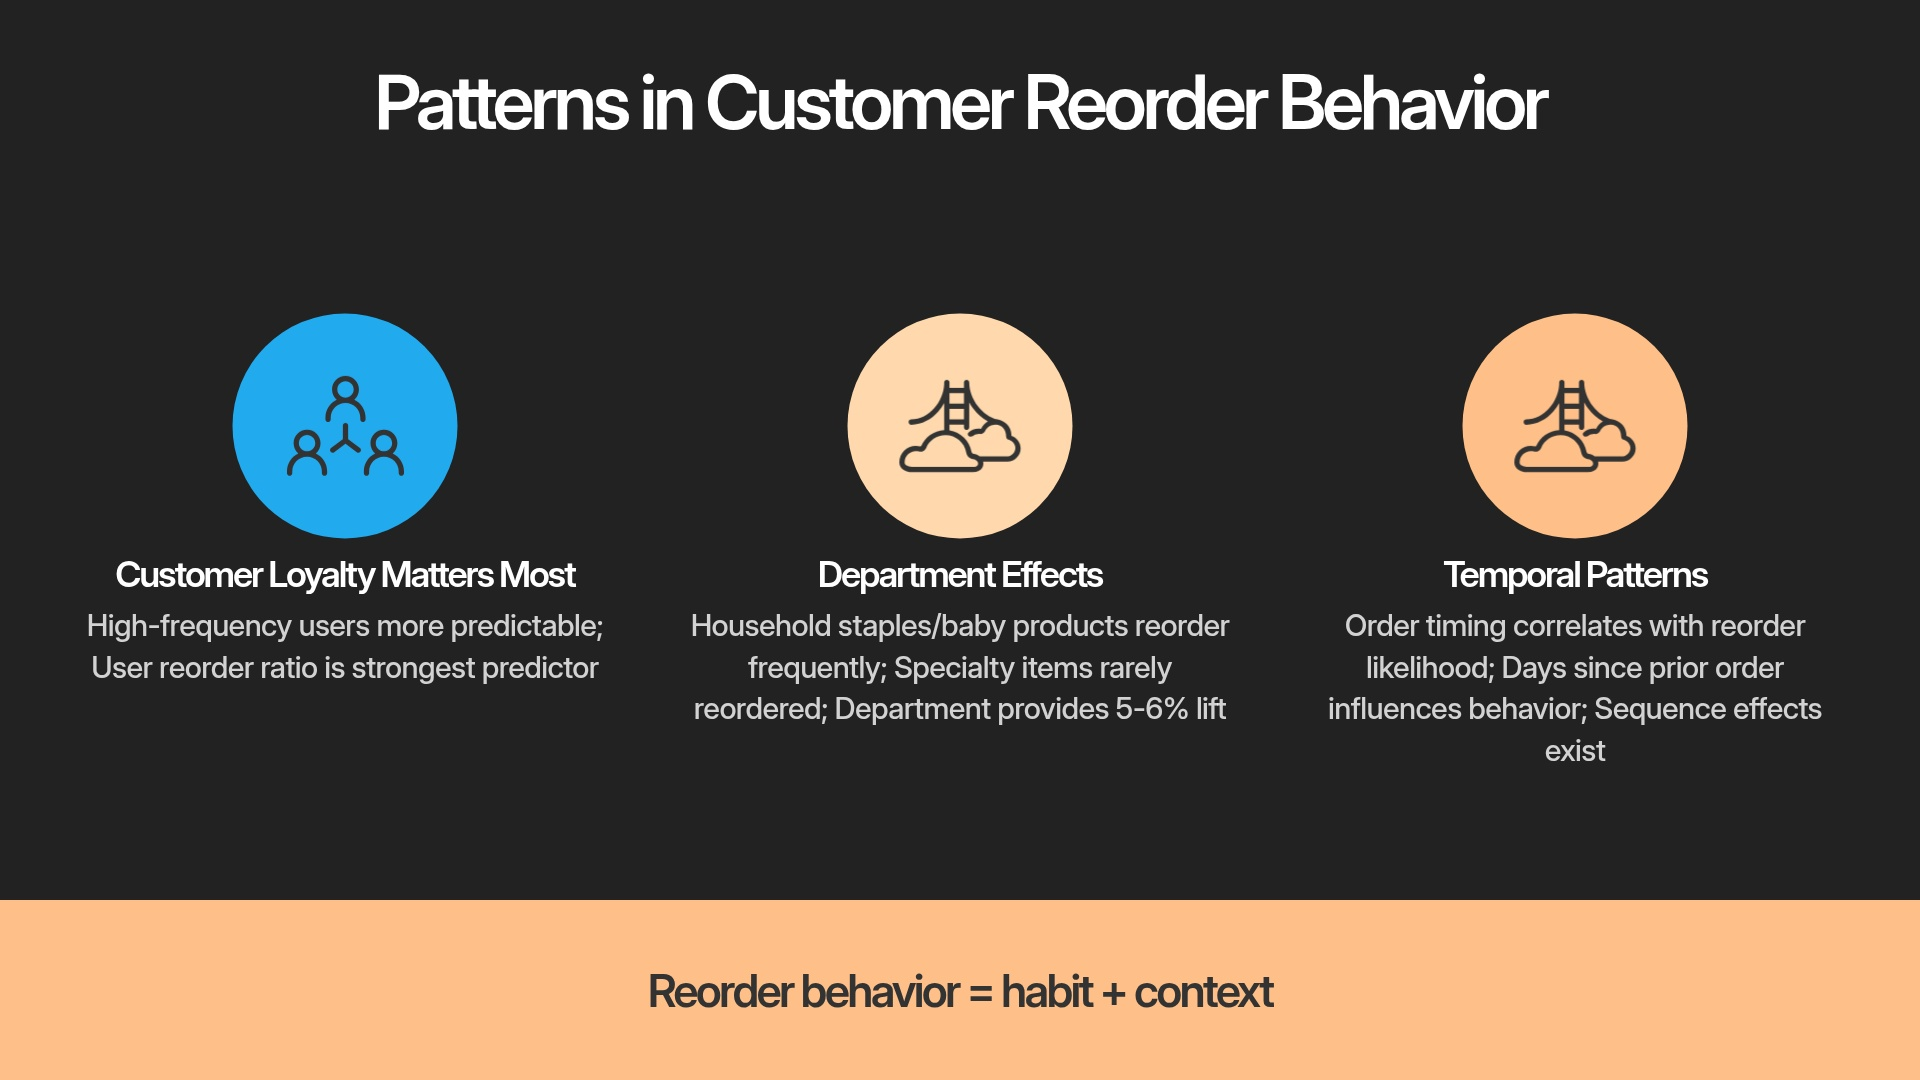 Patterns in Customer Reorder Behavior
Customer Loyalty Matters Most
High-frequency users more predictable;
User reorder ratio is strongest predictor
Department Effects
Household staples/baby products reorder
frequently; Specialty items rarely
reordered; Department provides 5-6% lift
Temporal Patterns
Order timing correlates with reorder
likelihood; Days since prior order
influences behavior; Sequence effects
exist
Reorder behavior = habit + context